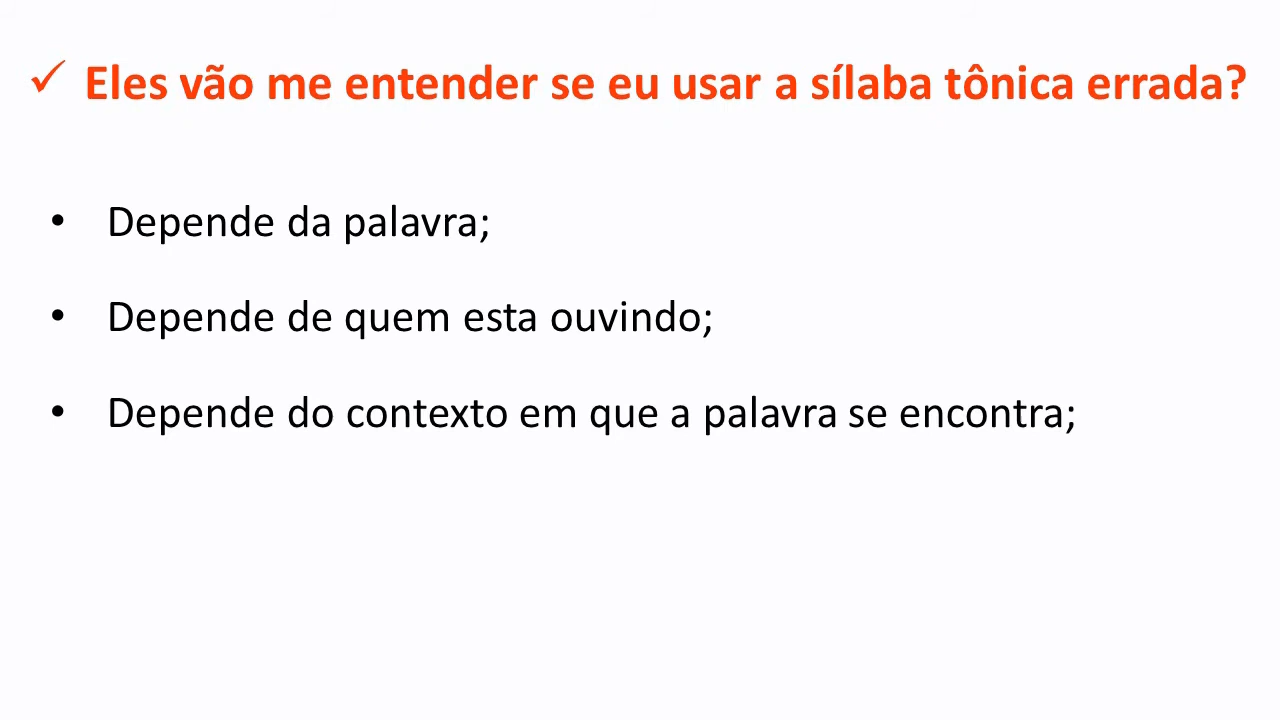 ✓ Eles vão me entender se eu usar a sílaba tônica errada?
• Depende da palavra;
• Depende de quem esta ouvindo;
• Depende do contexto em que a palavra se encontra;